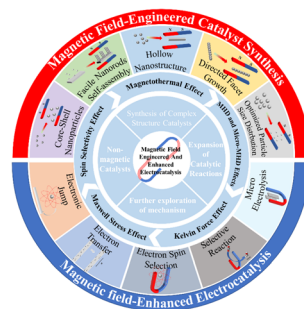 Magnetic Field-Engineered Catalyst Synthesis
Core-Shell
Nanoparticles
Facile Nanorods
Self-assembly
Hollow
Nanostructure
Directed Facet
Growth
Optimized Particle
Size Distribution
Spin Selectivity Effect
Magnetothermal Effect
MHD and Micro-MHD Effects
Kelvin Force Effect
Maxwell Stress Effect
Synthesis of Complex
Structure Catalysts
Non-
magnetic
Catalysts
Magnetic Field
Engineered And
Enhanced
Electrocatalysis
Expansion
of Catalytic
Reactions
Further exploration
of mechanism
Electronic
Jump
Electron
Transfer
Electron Spin
Selection
Selective
Reaction
Micro
Electrolysis
Magnetic field-Enhanced Electrocatalysis